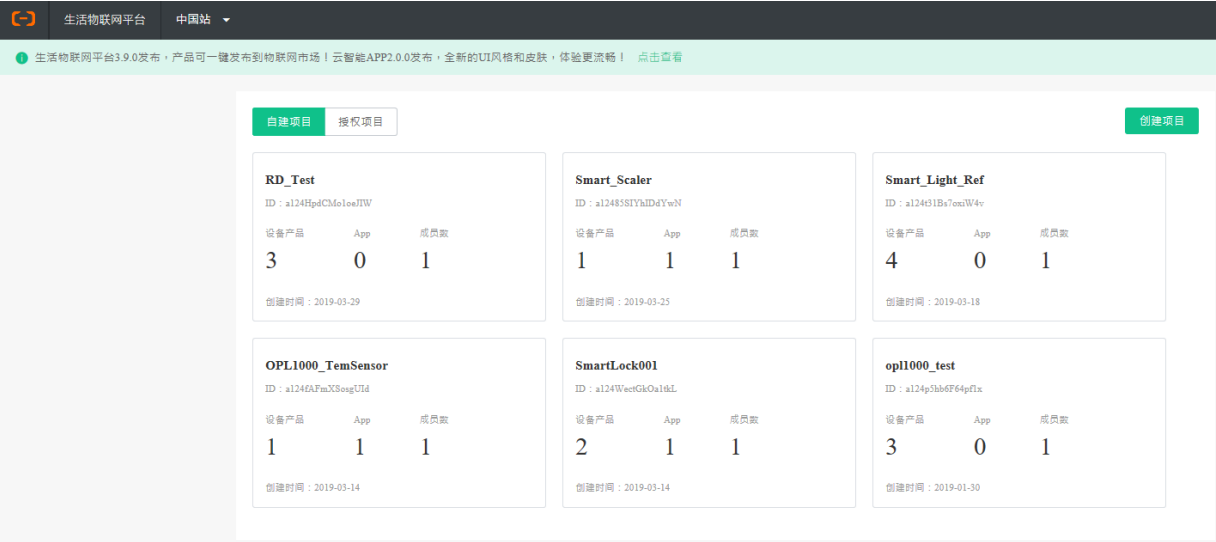 生活物联网平台 中国站
生活物联网平台3.9.0发布，产品可一键发布到物联网市场！云智能APP2.0.0发布，全新的UI风格和皮肤，体验更流畅！ 点击查看
自建项目 授权项目 创建项目
RD_Test Smart_Scaler Smart_Light_Ref
ID：a124HpdCMo1oeJIW ID：a12485SIYhIDdYwN ID：a124t31Bs7oxiW4v
设备产品 App 成员数 设备产品 App 成员数 设备产品 App 成员数
3 0 1 1 1 1 4 0 1
创建时间：2019-03-29 创建时间：2019-03-25 创建时间：2019-03-18
OPL1000_TemSensor SmartLock001 opl1000_test
ID：a124fAFmXSosgUId ID：a124WectGkOa1tkL ID：a124p5hb6F64pf1x
设备产品 App 成员数 设备产品 App 成员数 设备产品 App 成员数
1 1 1 2 1 1 3 0 1
创建时间：2019-03-14 创建时间：2019-03-14 创建时间：2019-01-30